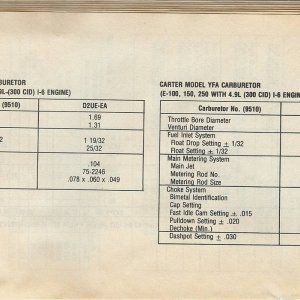 BURETOR
9L-(300 CID) I-6 ENGINE)
(9510) D2UE-EA
1.69
1.31
2 1 19/32
25/32
.104
75-2246
.078 x .060 x .049
CARTER MODEL YFA CARBURETOR
(E-100, 150, 250 WITH 4.9L (300 CID) I-6 ENGIN
Carburetor No. (9510)
Throttle Bore Diameter
Venturi Diameter
Fuel Inlet System
Float Drop Setting ± 1/32
Float Setting ± 1/32
Main Metering System
Main Jet
Metering Rod No.
Metering Rod Size
Choke System
Bimetal Identification
Cap Setting
Fast Idle Cam Setting ± .015
Pulldown Setting ± .020
Dechoke (Min.)
Dashpot Setting ± .030